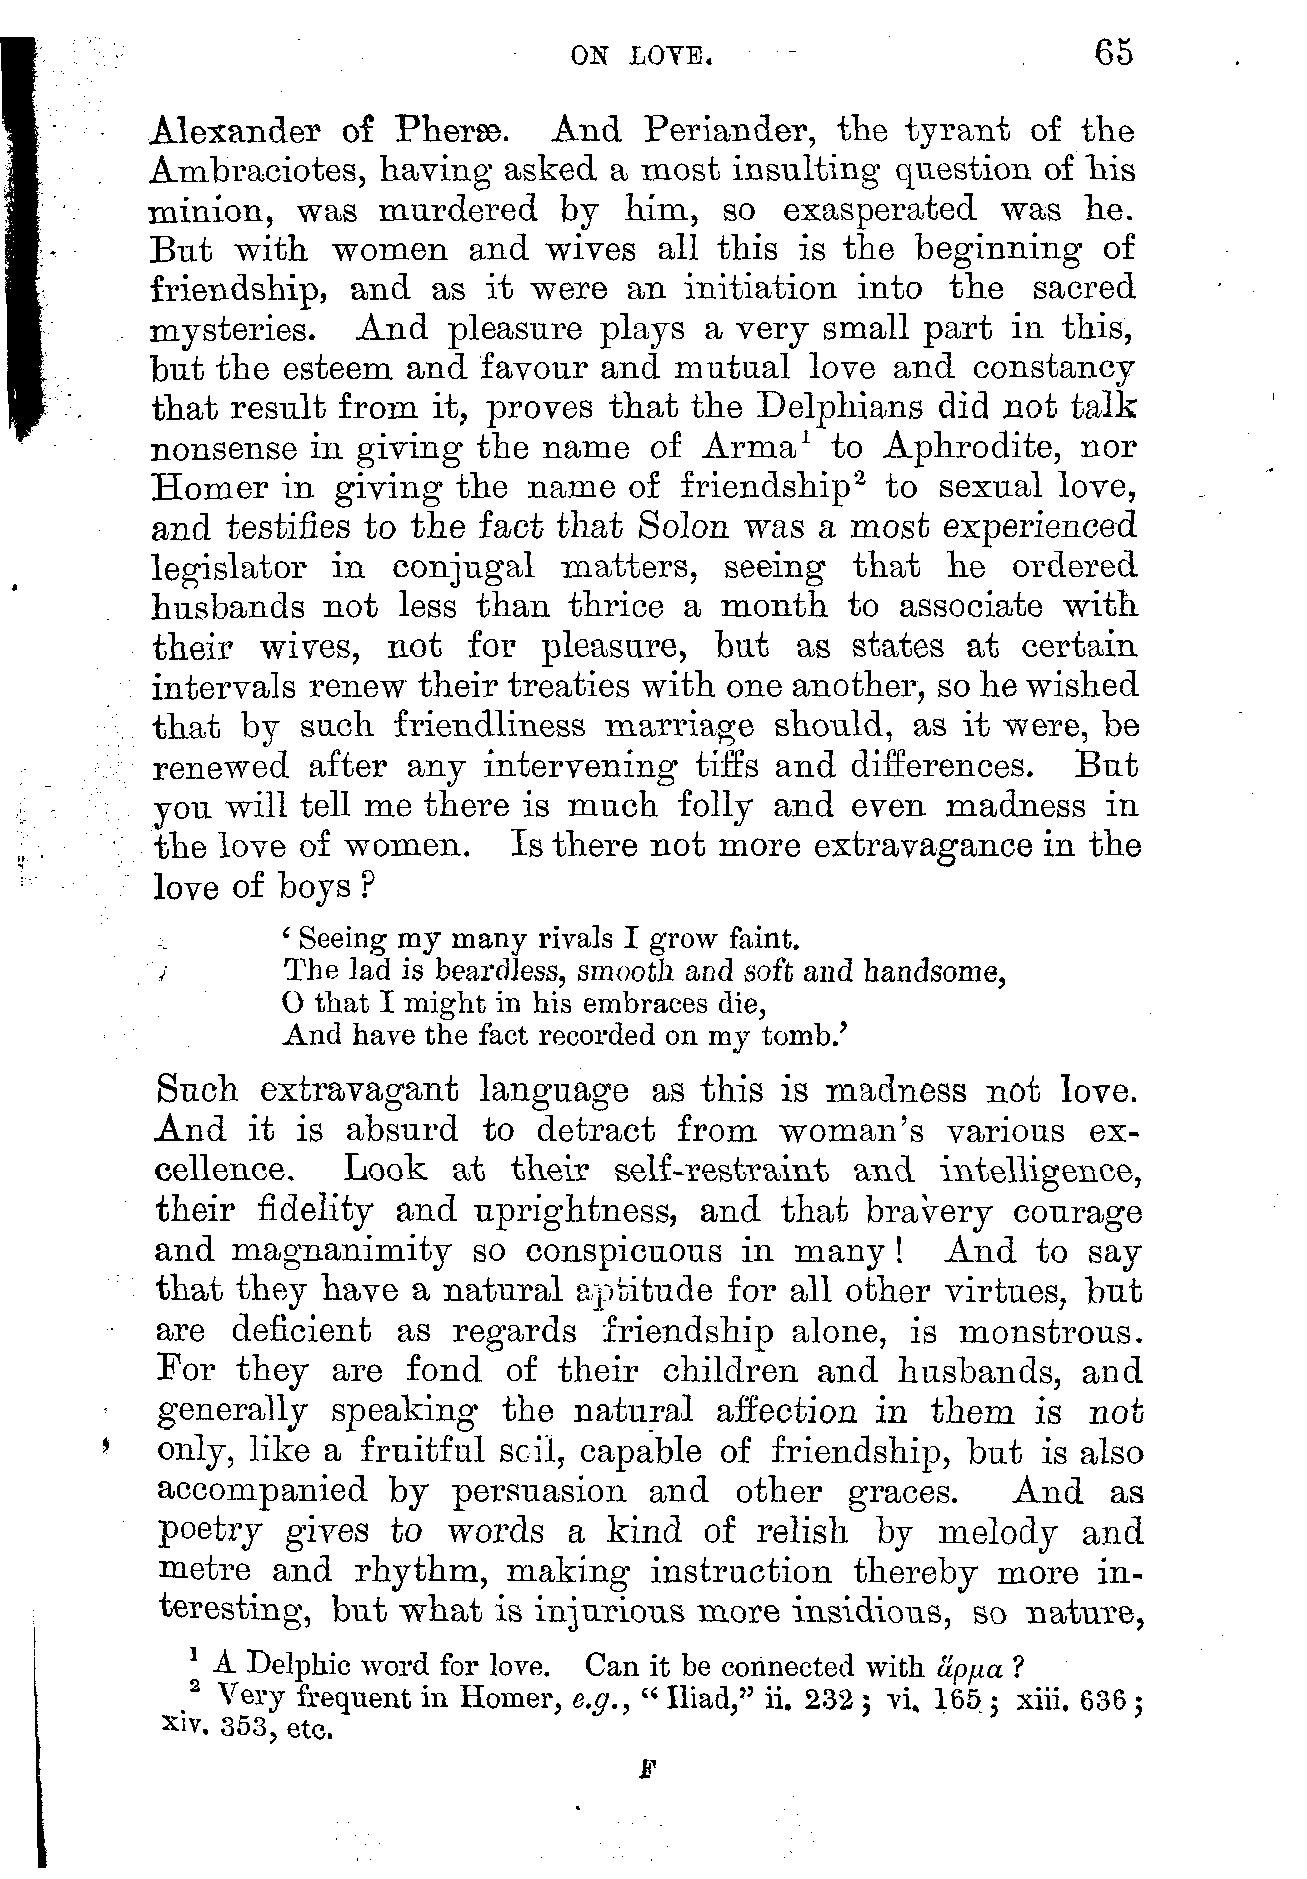 ON LOVE. 65
Alexander of Pheræ. And Periander, the tyrant of the
Ambraciotes, having asked a most insulting question of his
minion, was murdered by him, so exasperated was he.
But with women and wives all this is the beginning of
friendship, and as it were an initiation into the sacred
mysteries. And pleasure plays a very small part in this,
but the esteem and favour and mutual love and constancy
that result from it, proves that the Delphians did not talk
nonsense in giving the name of Arma¹ to Aphrodite, nor
Homer in giving the name of friendship² to sexual love,
and testifies to the fact that Solon was a most experienced
legislator in conjugal matters, seeing that he ordered
husbands not less than thrice a month to associate with
their wives, not for pleasure, but as states at certain
intervals renew their treaties with one another, so he wished
that by such friendliness marriage should, as it were, be
renewed after any intervening tiffs and differences. But
you will tell me there is much folly and even madness in
the love of women. Is there not more extravagance in the
love of boys?
‘Seeing my many rivals I grow faint.
The lad is beardless, smooth and soft and handsome,
O that I might in his embraces die,
And have the fact recorded on my tomb.’
Such extravagant language as this is madness not love.
And it is absurd to detract from woman's various ex-
cellence. Look at their self-restraint and intelligence,
their fidelity and uprightness, and that bravery courage
and magnanimity so conspicuous in many! And to say
that they have a natural aptitude for all other virtues, but
are deficient as regards friendship alone, is monstrous.
For they are fond of their children and husbands, and
generally speaking the natural affection in them is not
only, like a fruitful soil, capable of friendship, but is also
accompanied by persuasion and other graces. And as
poetry gives to words a kind of relish by melody and
metre and rhythm, making instruction thereby more in-
teresting, but what is injurious more insidious, so nature,
¹ A Delphic word for love. Can it be connected with ἅρμα?
² Very frequent in Homer, e.g., “Iliad,” ii. 232; vi. 165; xiii. 636;
xiv. 353, etc.
F